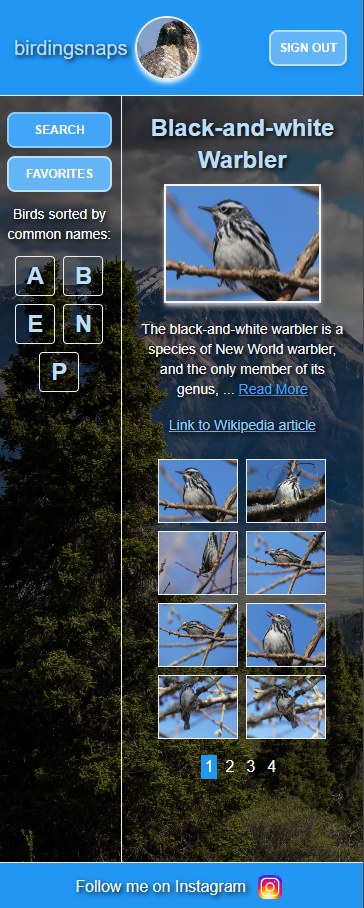 birdingsnaps
SIGN OUT
SEARCH
FAVORITES
Birds sorted by
common names:
A B
E N
P
Black-and-white
Warbler
The black-and-white warbler is a
species of New World warbler,
and the only member of its
genus, ... Read More
Link to Wikipedia article
1 2 3 4
Follow me on Instagram